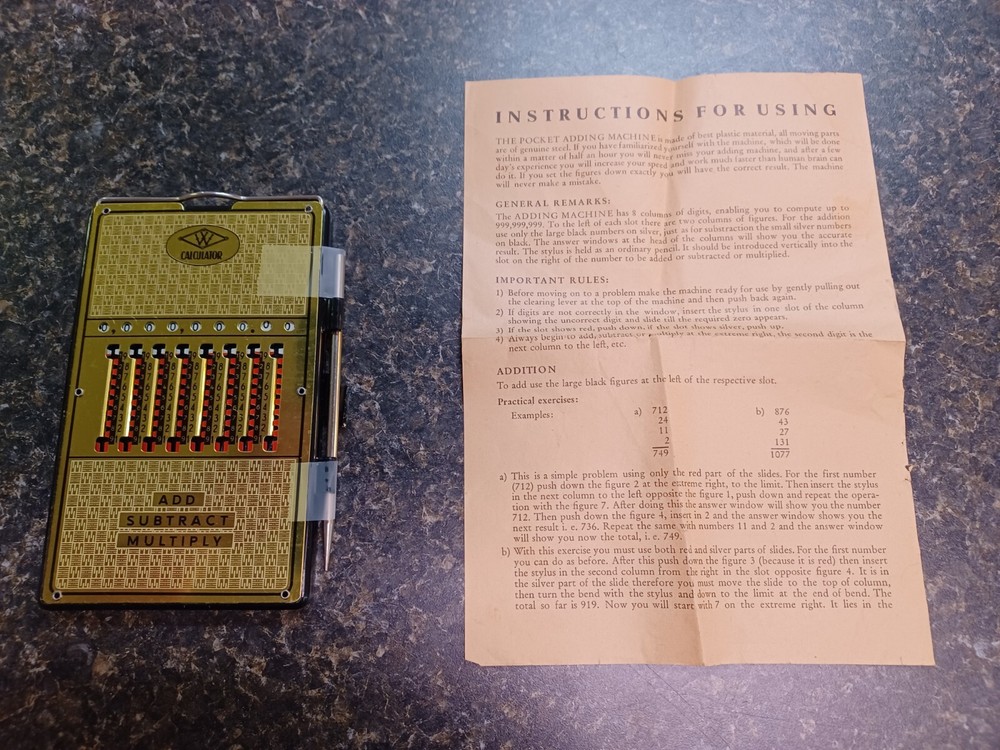 CALCULATOR
ADD
SUBTRACT
MULTIPLY
INSTRUCTIONS FOR USING
THE POCKET ADDING MACHINE is made of best plastic material, all moving parts
are of genuine steel. If you have familiarized yourself with the machine, which will be done
within a matter of half an hour you will never miss your adding machine, and after a few
day's experience you will increase your speed and work much faster than human brain can
do it. If you set the figures down exactly you will have the correct result. The machine
will never make a mistake.
GENERAL REMARKS:
The ADDING MACHINE has 8 columns of digits, enabling you to compute up to
999,999,999. To the left of each slot there are two columns of figures. For the addition
use only the large black numbers on silver, just as for substraction the small silver numbers
on black. The answer windows at the head of the columns will show you the accurate
result. The stylus is held as an ordinary pencil. It should be introduced vertically into the
slot on the right of the number to be added or subtracted or multiplied.
IMPORTANT RULES:
1) Before moving on to a problem make the machine ready for use by gently pulling out
the clearing lever at the top of the machine and then push back again.
2) If digits are not correctly in the window, insert the stylus in one slot of the column
showing the uncorrect digit and slide till the required zero appears.
3) If the slot shows red, push down, if the slot shows silver, push up.
4) Always begin to add, subtract or multiply at the extreme right, the second digit is the
next column to the left, etc.
ADDITION
To add use the large black figures at the left of the respective slot.
Practical exercises:
Examples: a) 712 b) 876
24 43
11 27
2 131
749 1077
a) This is a simple problem using only the red part of the slides. For the first number
(712) push down the figure 2 at the extreme right, to the limit. Then insert the stylus
in the next column to the left opposite the figure 1, push down and repeat the opera-
tion with the figure 7. After doing this the answer window will show you the number
712. Then push down the figure 4, insert in 2 and the answer window shows you the
next result i. e. 736. Repeat the same with numbers 11 and 2 and the answer window
will show you now the total, i. e. 749.
b) With this exercise you must use both red and silver parts of slides. For the first number
you can do as before. After this push down the figure 3 (because it is red) then insert
the stylus in the second column from the right in the slot opposite figure 4. It is in
the silver part of the slide therefore you must move the slide to the top of column,
then turn the bend with the stylus and down to the limit at the end of bend. The
total so far is 919. Now you will start with 7 on the extreme right. It lies in the